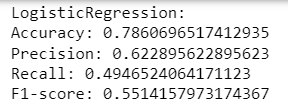 LogisticRegression:
Accuracy: 0.7860696517412935
Precision: 0.622895622895623
Recall: 0.4946524064171123
F1-score: 0.5514157973174367